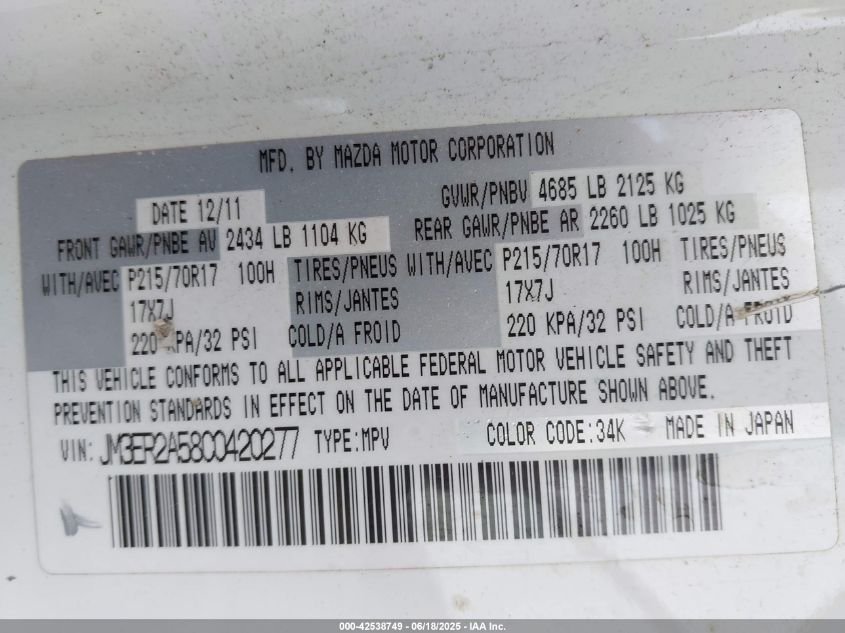 MFD. BY MAZDA MOTOR CORPORATION
DATE 12/11 GVWR/PNBV 4685 LB 2125 KG
FRONT GAWR/PNBE AV 2434 LB 1104 KG REAR GAWR/PNBE AR 2260 LB 1025 KG
WITH/AVEC P215/70R17 100H TIRES/PNEUS WITH/AVEC P215/70R17 100H TIRES/PNEUS
17X7J RIMS/JANTES 17X7J RIMS/JANTES
220 KPA/32 PSI COLD/A FROID 220 KPA/32 PSI COLD/A FROID
THIS VEHICLE CONFORMS TO ALL APPLICABLE FEDERAL MOTOR VEHICLE SAFETY AND THEFT
PREVENTION STANDARDS IN EFFECT ON THE DATE OF MANUFACTURE SHOWN ABOVE.
VIN: JM3ER2A58C0420277 TYPE:MPV COLOR CODE:34K MADE IN JAPAN
000-42538749 - 06/18/2025 - IAA Inc.